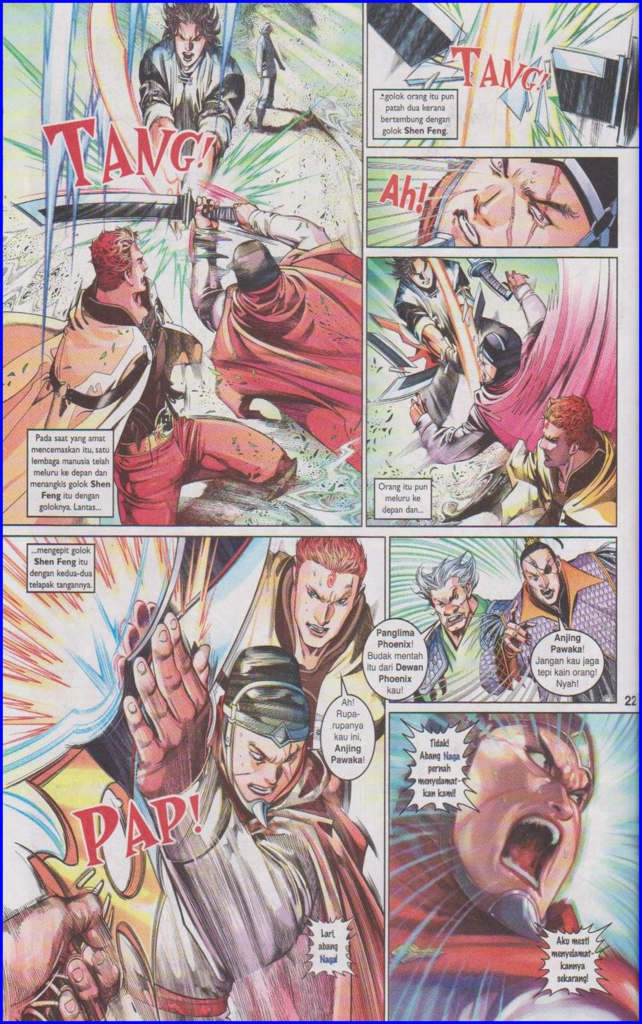 TANG!
Pada saat yang amat
mencemaskan itu, satu
lembaga manusia telah
meluru ke depan dan
menangkis golok Shen
Feng itu dengan
goloknya. Lantas...
TANG!
...golok orang itu pun
patah dua kerana
bertambung dengan
golok Shen Feng.
Ah!
Orang itu pun
meluru ke
depan dan...
...mengepit golok
Shen Feng itu
dengan kedua-dua
telapak tangannya.
Ah!
Rupa-
rupanya
kau ini,
Anjing
Pawaka!
PAP!
Lari,
abang
Naga!
Panglima
Phoenix!
Budak mentah
itu dari Dewan
Phoenix
kau!
Anjing
Pawaka!
Jangan kau jaga
tepi kain orang!
Nyah!
22
Tidak!
Abang Naga
pernah
menyelamat-
kan kami!
Aku mesti
menyelamat-
kannya
sekarang!